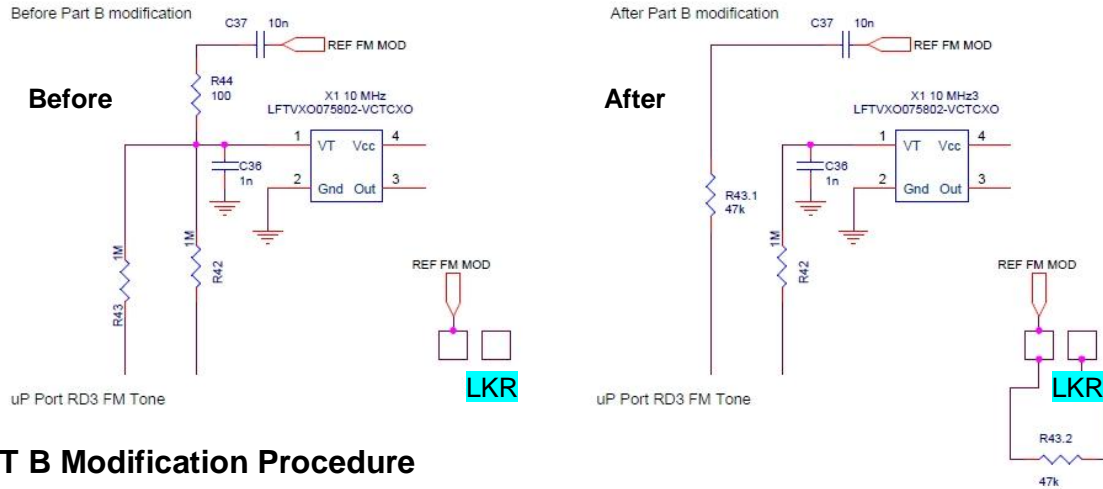 Before Part B modification
C37 10n
REF FM MOD
R44
100
Before
X1 10 MHz
LFTVXO075802-VCTCXO
1 VT Vcc 4
C36
1n
2 Gnd Out 3
1M
R43
1M
R42
REF FM MOD
LKR
uP Port RD3 FM Tone
After Part B modification
C37 10n
REF FM MOD
After
X1 10 MHz3
LFTVXO075802-VCTCXO
1 VT Vcc 4
C36
1n
2 Gnd Out 3
R43.1
47k
1M
R42
REF FM MOD
LKR
uP Port RD3 FM Tone
R43.2
47k
T B Modification Procedure